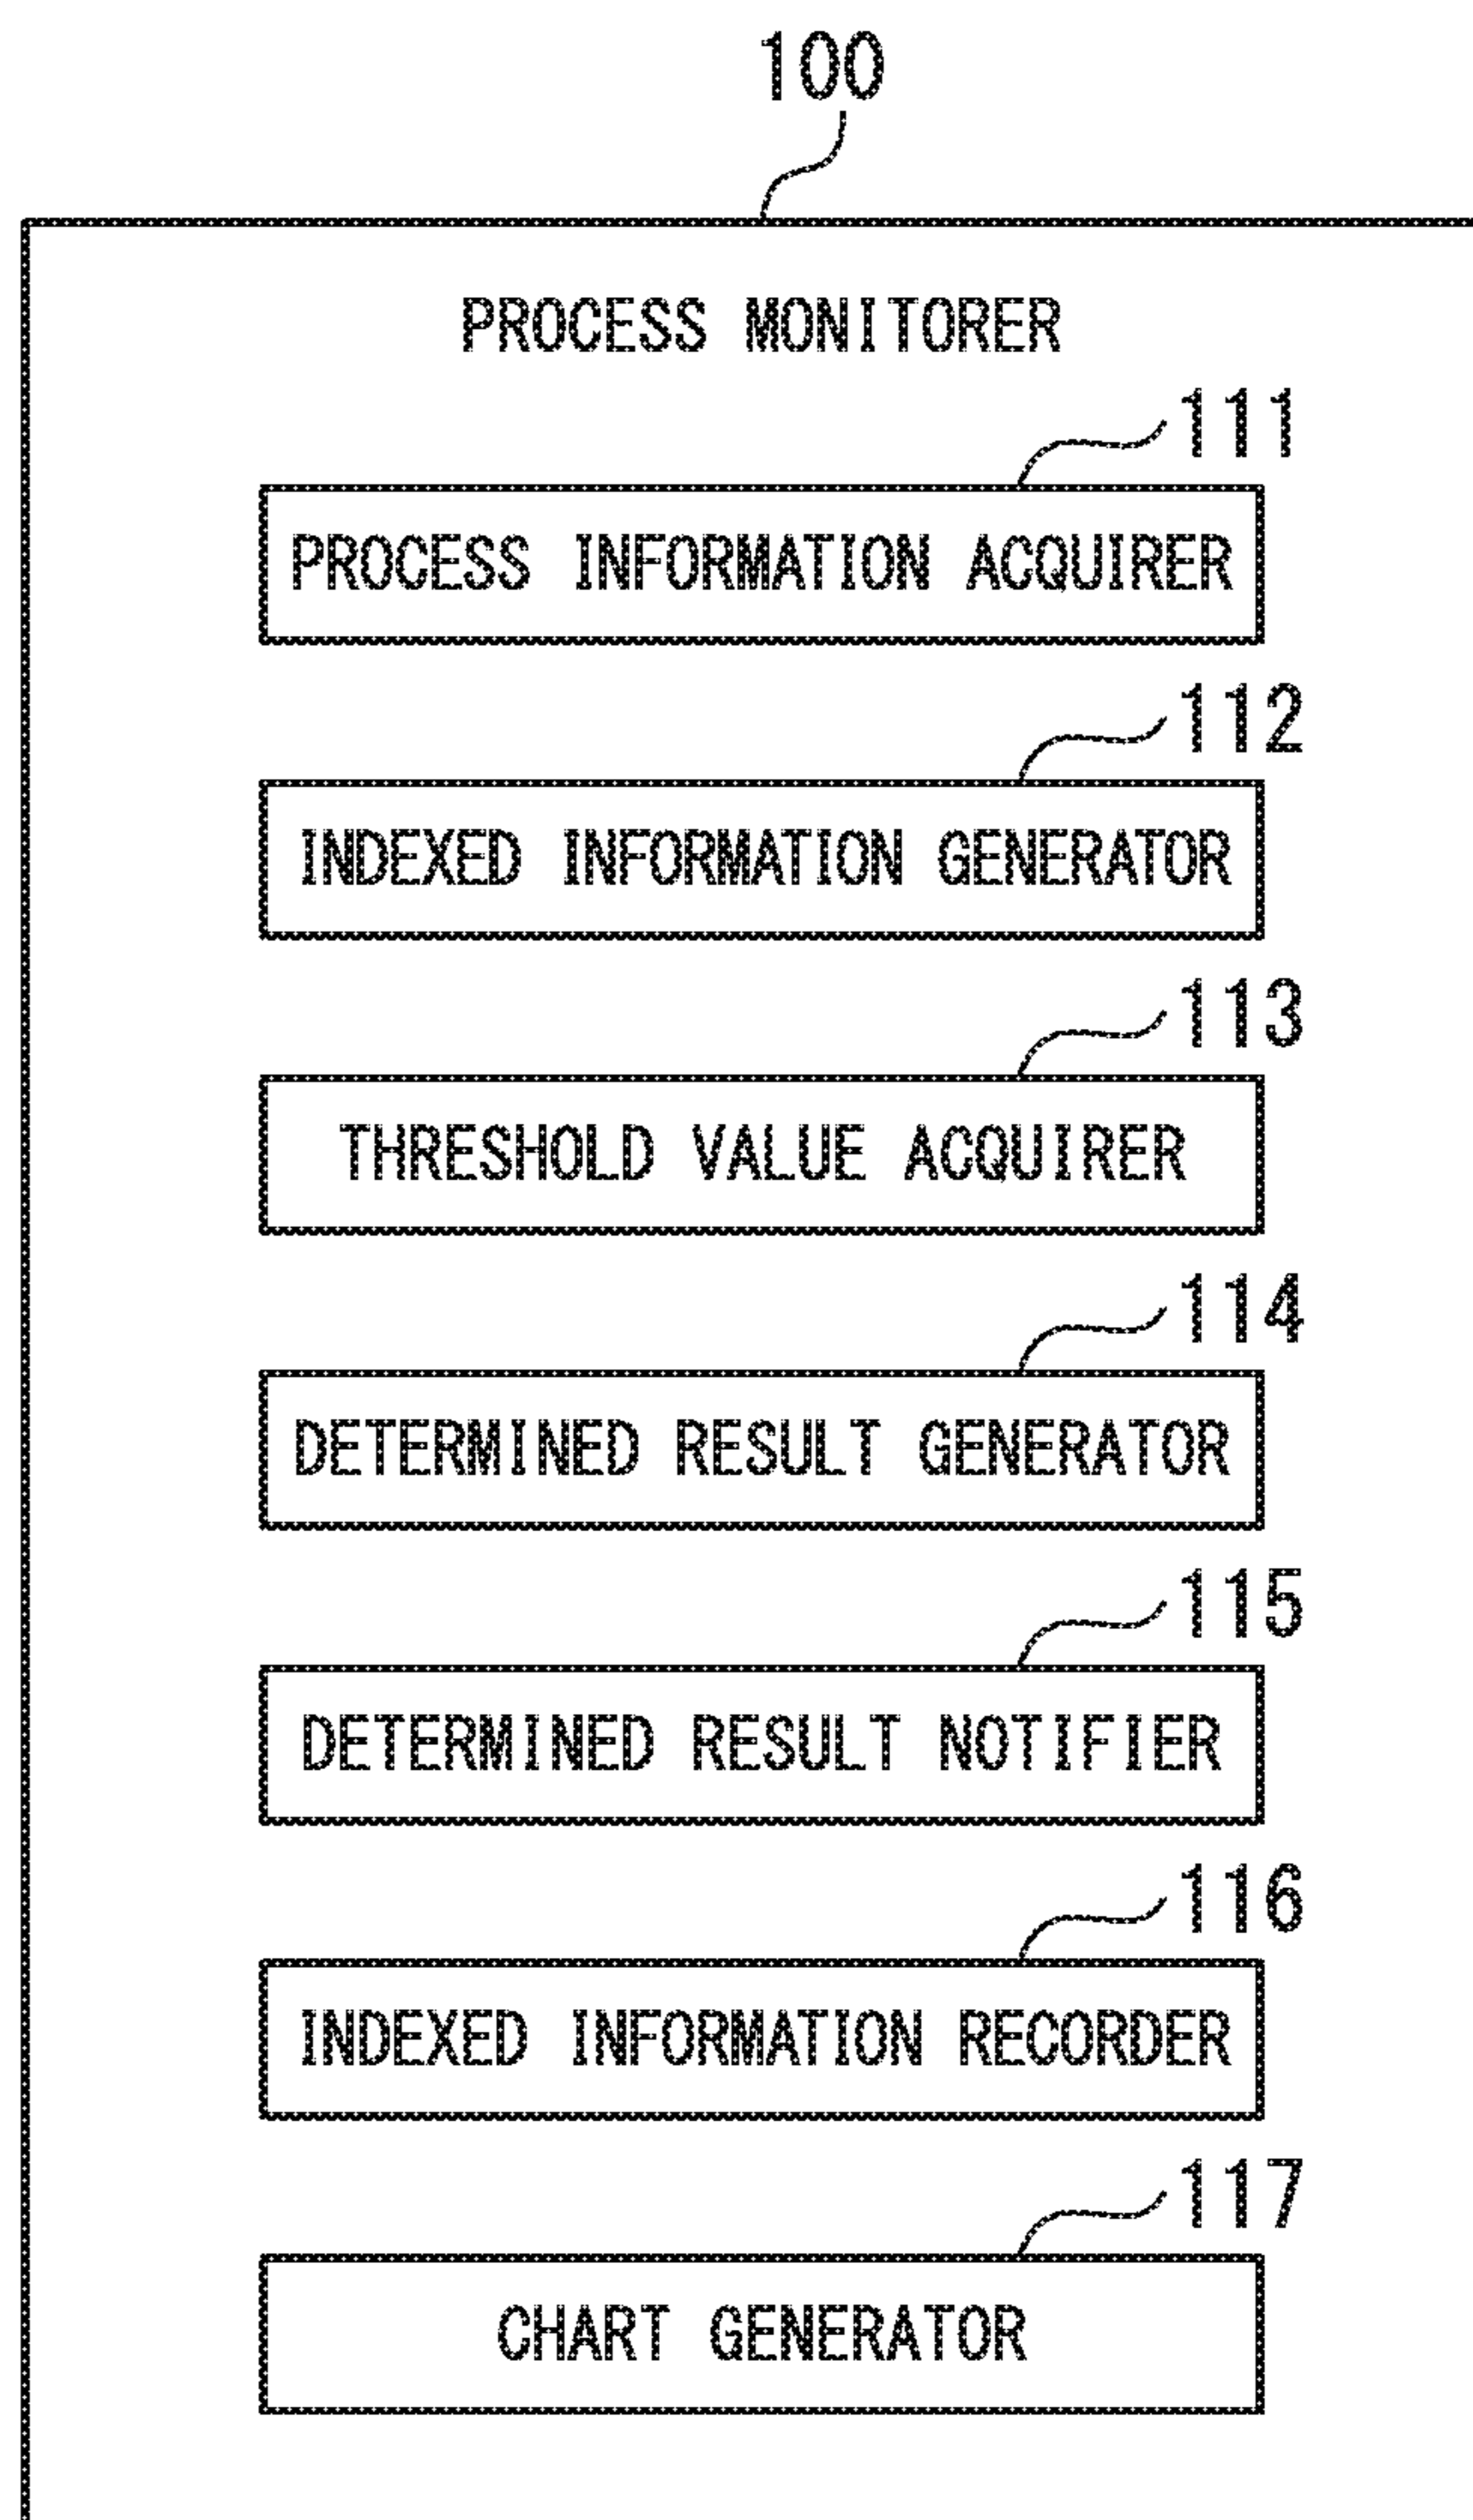 100
PROCESS MONITORER
111
PROCESS INFORMATION ACQUIRER
112
INDEXED INFORMATION GENERATOR
113
THRESHOLD VALUE ACQUIRER
114
DETERMINED RESULT GENERATOR
115
DETERMINED RESULT NOTIFIER
116
INDEXED INFORMATION RECORDER
117
CHART GENERATOR